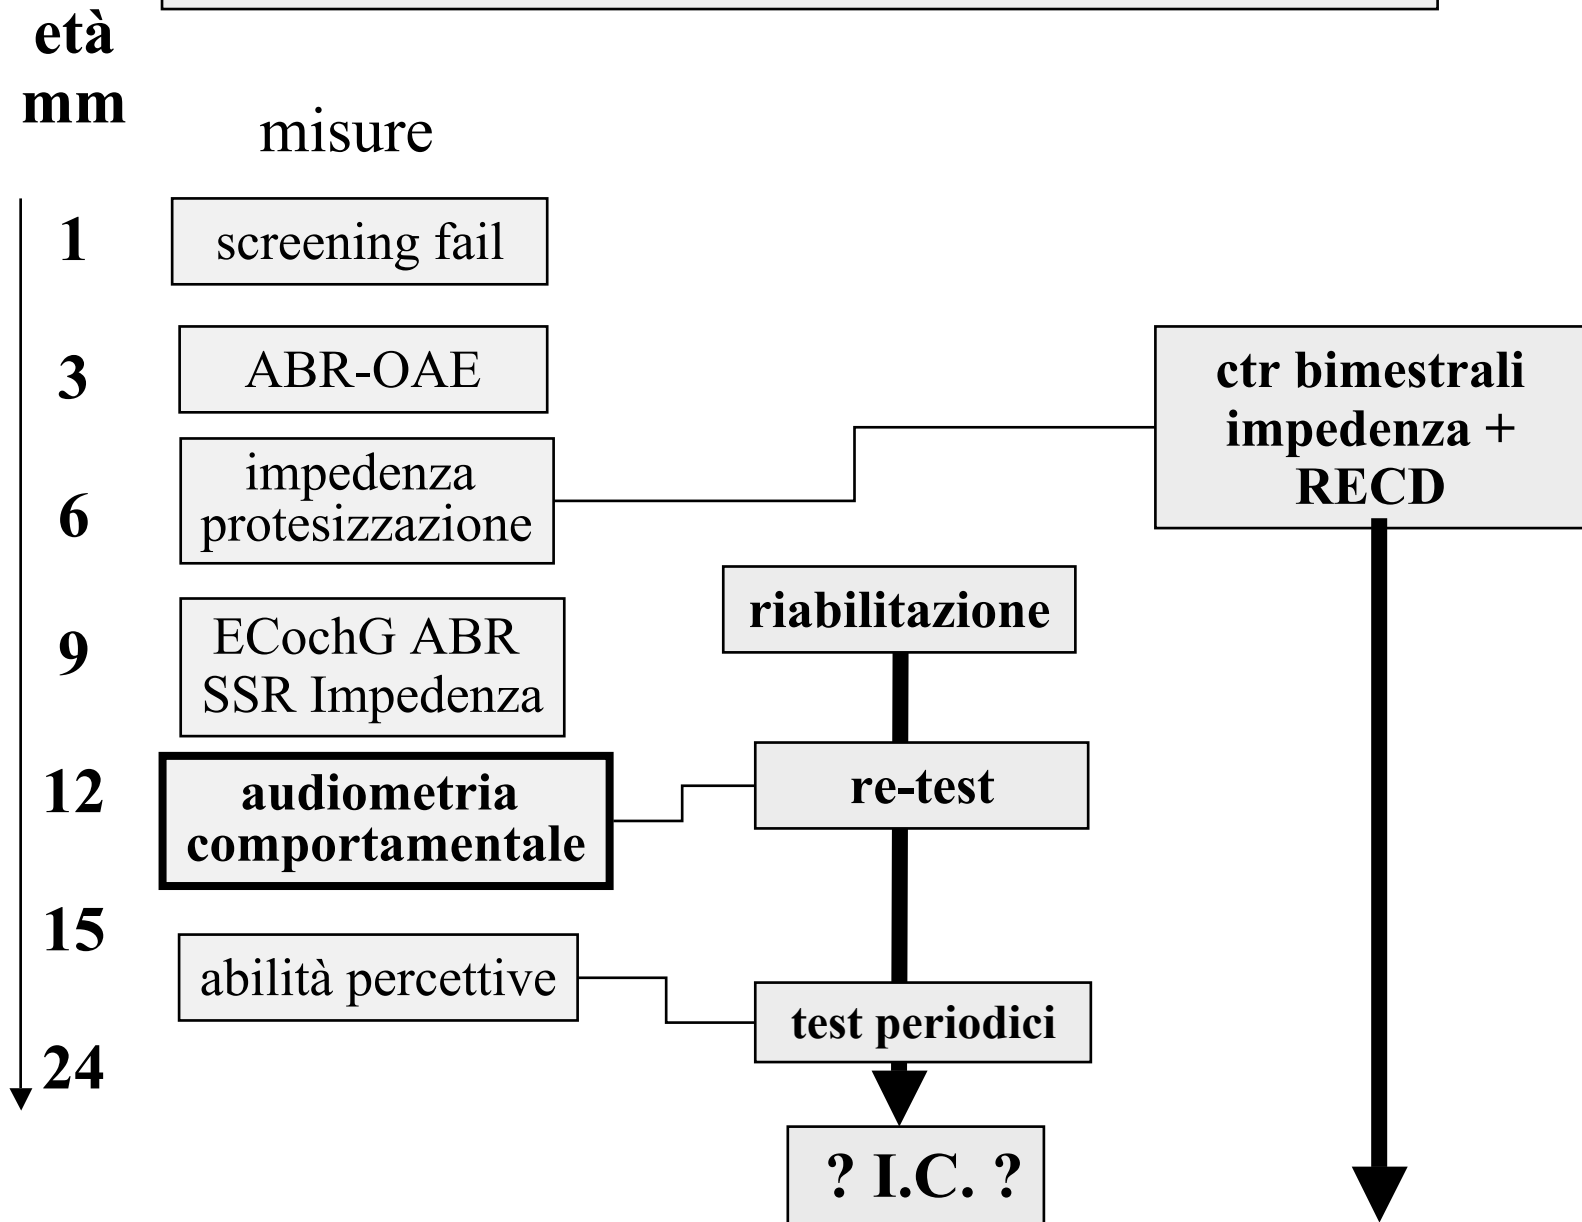 età
mm
misure
1
screening fail
3
ABR-OAE
ctr bimestrali
impedenza +
RECD
6
impedenza
protesizzazione
riabilitazione
9
ECochG ABR
SSR Impedenza
12
audiometria
comportamentale
re-test
15
abilità percettive
test periodici
24
? I.C. ?